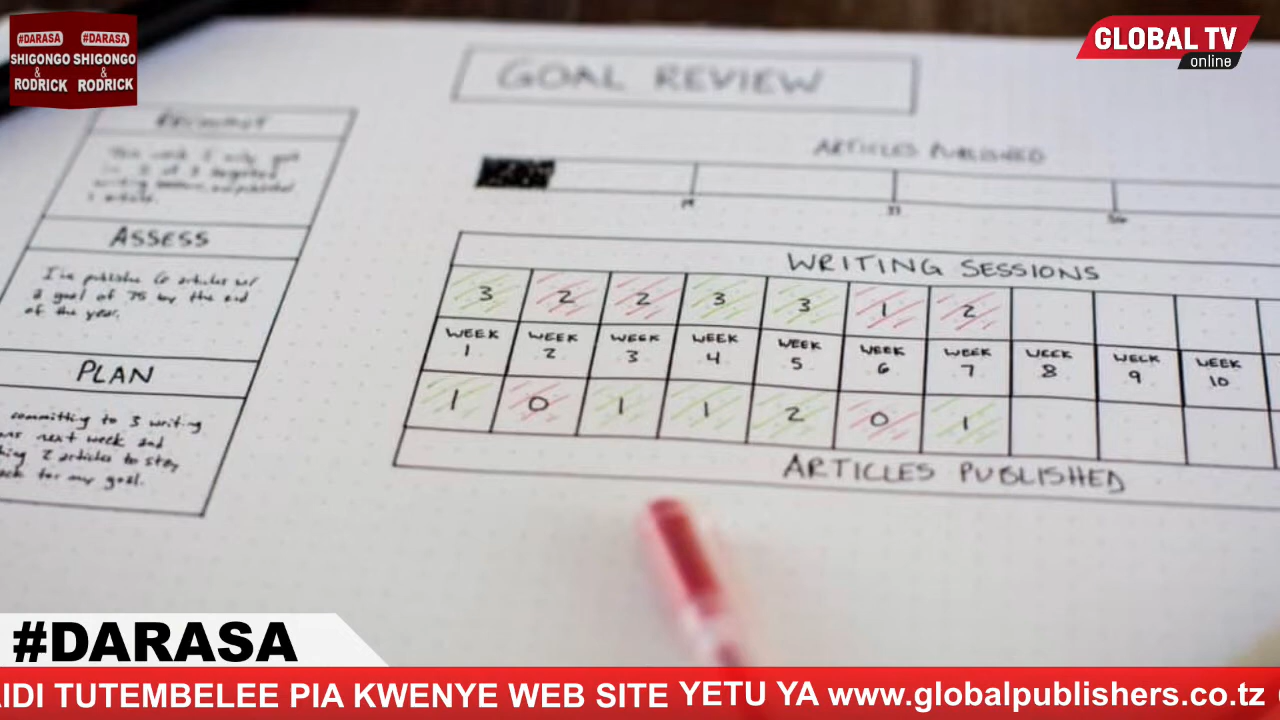 #DARASA #DARASA
SHIGONGO SHIGONGO
& &
RODRICK RODRICK
GLOBAL TV
online
GOAL REVIEW
ARTICLES PUBLISHED
ASSESS
I've publishe 6 articles w/
a goal of 75 by the end
of the year.
PLAN
committing to 3 writing
next week and
2 articles to stay
for my goal.
WRITING SESSIONS
3 2 2 3 3 1 2
WEEK WEEK WEEK WEEK WEEK WEEK WEEK WEEK WEEK WEEK
1 2 3 4 5 6 7 8 9 10
1 0 1 1 2 0 1
ARTICLES PUBLISHED
#DARASA
IDI TUTEMBELEE PIA KWENYE WEB SITE YETU YA www.globalpublishers.co.tz